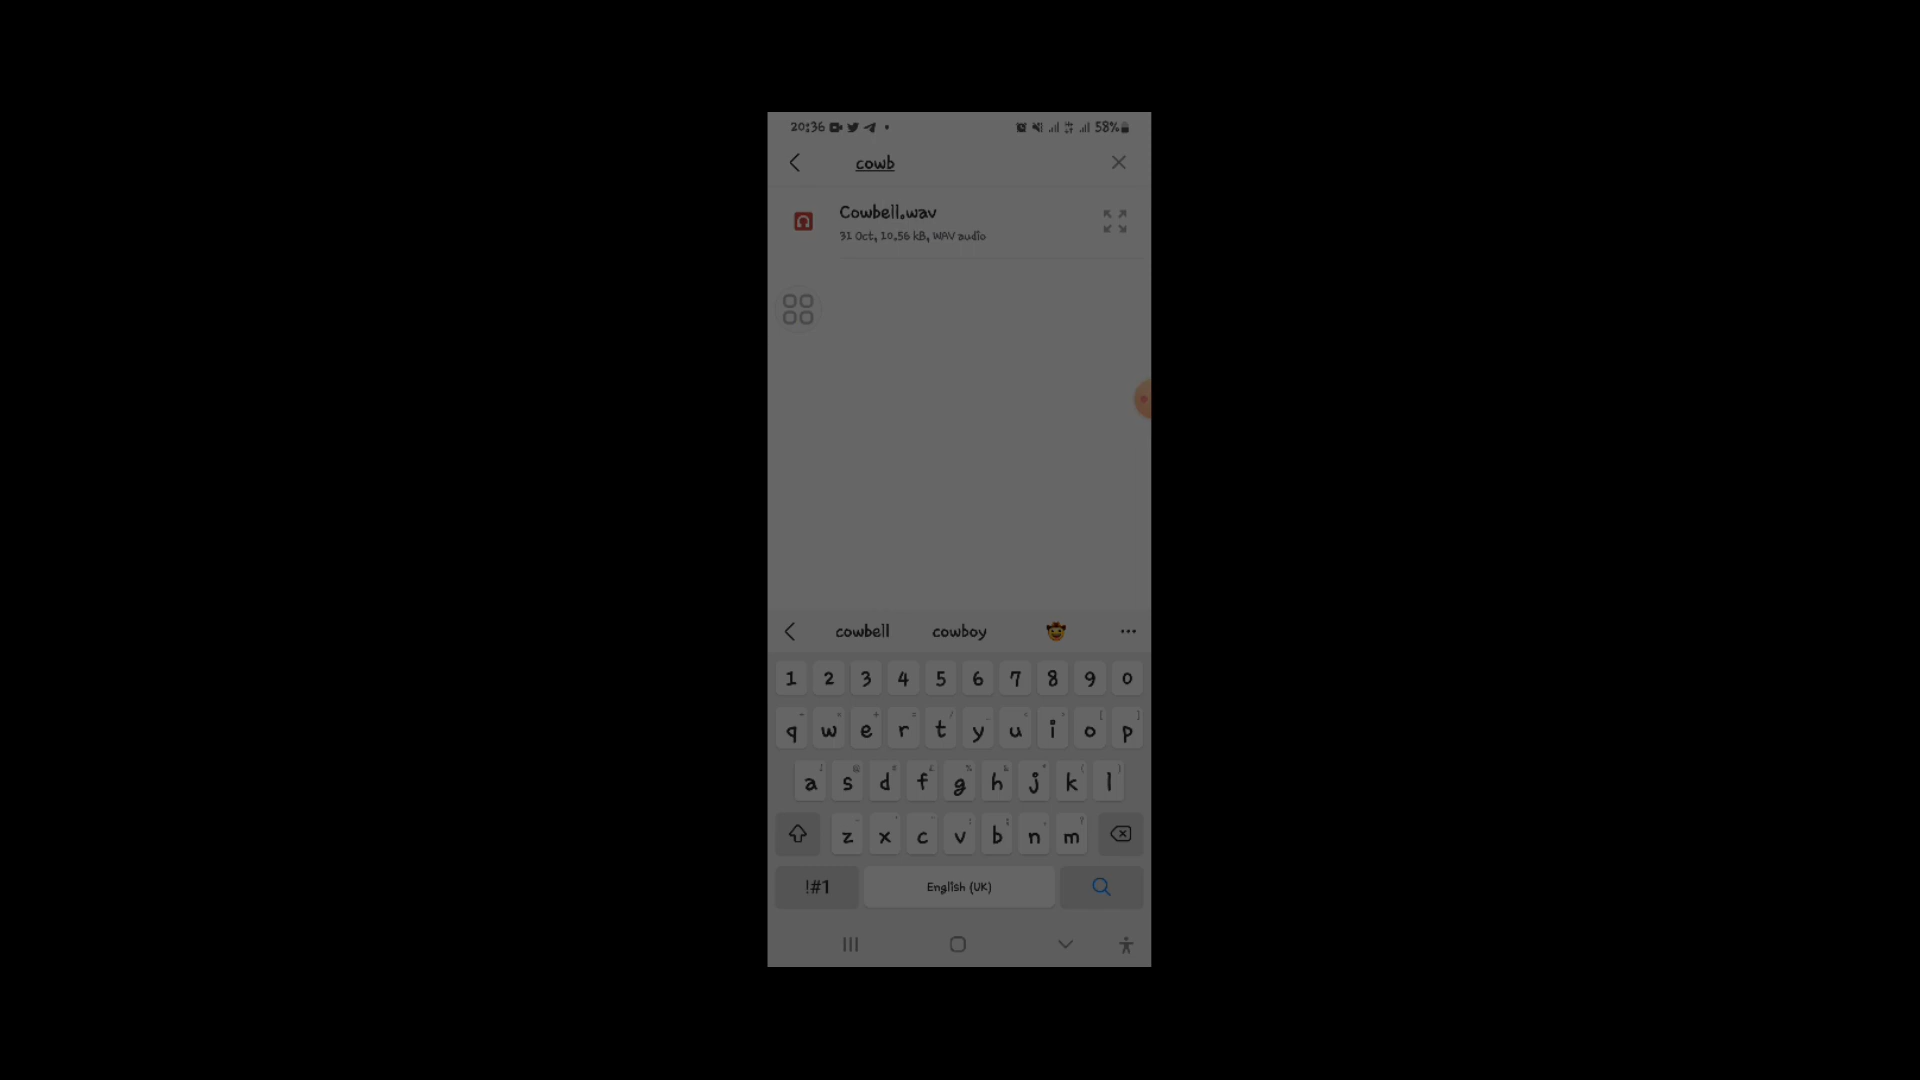 20:36 58%
cowb
Cowbell.wav
31 Oct, 10.56 kB, WAV audio
cowbell cowboy
1 2 3 4 5 6 7 8 9 0
q w e r t y u i o p
a s d f g h j k l
z x c v b n m
!#1 English (UK)